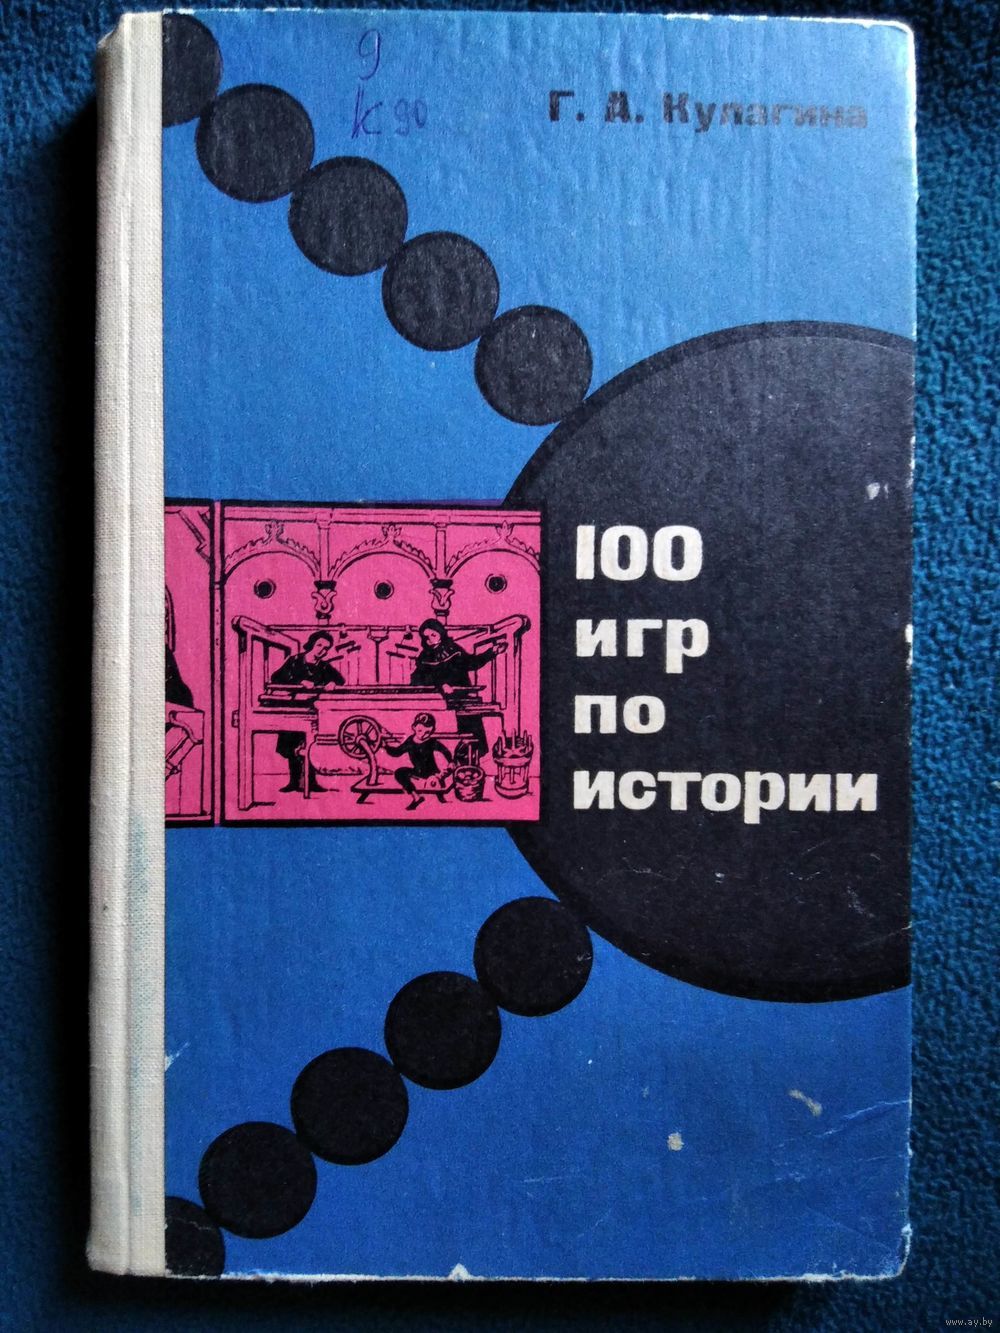 9
К 90
Г. А. Кулагина
100
игр
по
истории
www.ay.by